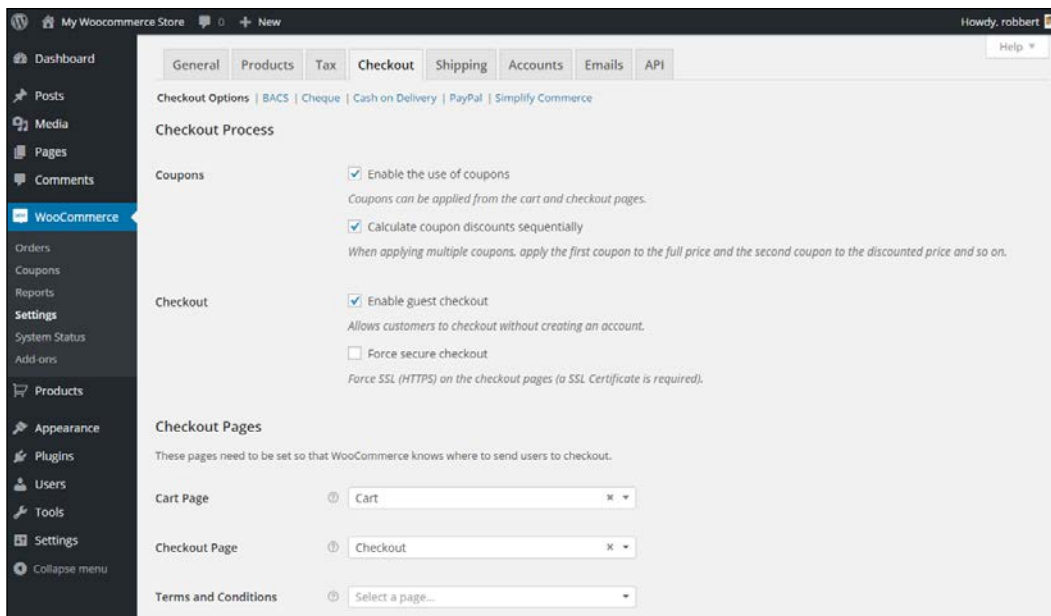 My Woocommerce Store 0 + New Howdy, robbert
Help
Dashboard
Posts
Media
Pages
Comments
WooCommerce
Orders
Coupons
Reports
Settings
System Status
Add-ons
Products
Appearance
Plugins
Users
Tools
Settings
Collapse menu
General Products Tax Checkout Shipping Accounts Emails API
Checkout Options | BACS | Cheque | Cash on Delivery | PayPal | Simplify Commerce
Checkout Process
Coupons
Enable the use of coupons
Coupons can be applied from the cart and checkout pages.
Calculate coupon discounts sequentially
When applying multiple coupons, apply the first coupon to the full price and the second coupon to the discounted price and so on.
Checkout
Enable guest checkout
Allows customers to checkout without creating an account.
Force secure checkout
Force SSL (HTTPS) on the checkout pages (a SSL Certificate is required).
Checkout Pages
These pages need to be set so that WooCommerce knows where to send users to checkout.
Cart Page Cart
Checkout Page Checkout
Terms and Conditions Select a page...